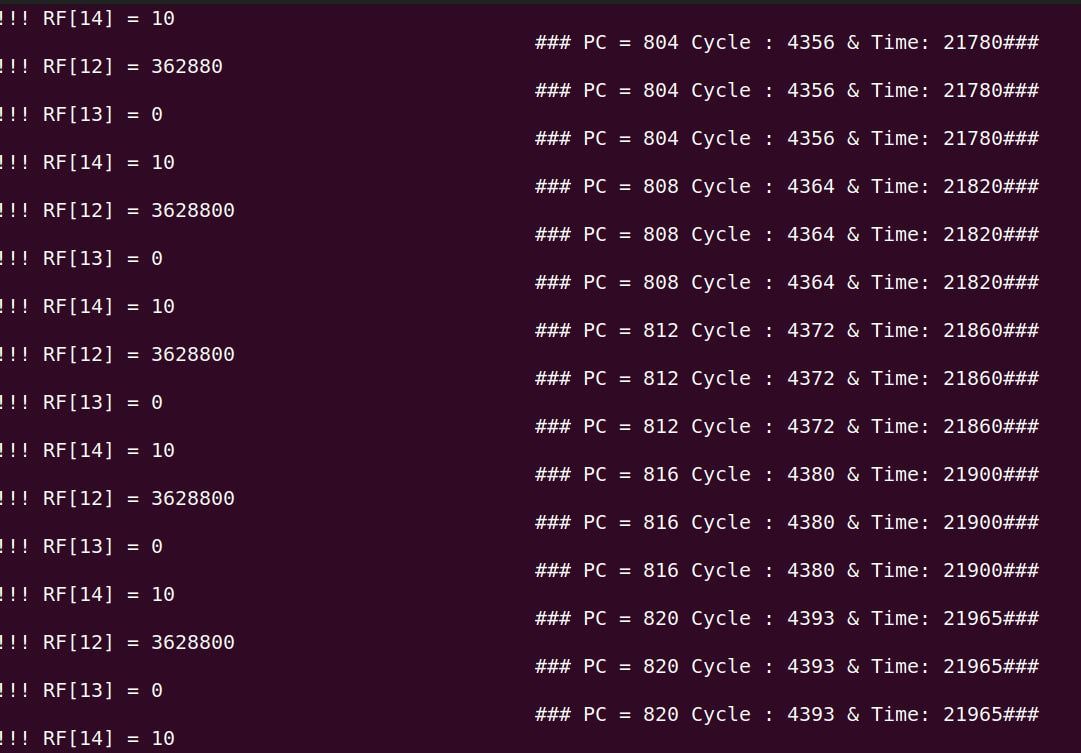 !!! RF[14] = 10
### PC = 804 Cycle : 4356 & Time: 21780###
!!! RF[12] = 362880
### PC = 804 Cycle : 4356 & Time: 21780###
!!! RF[13] = 0
### PC = 804 Cycle : 4356 & Time: 21780###
!!! RF[14] = 10
### PC = 808 Cycle : 4364 & Time: 21820###
!!! RF[12] = 3628800
### PC = 808 Cycle : 4364 & Time: 21820###
!!! RF[13] = 0
### PC = 808 Cycle : 4364 & Time: 21820###
!!! RF[14] = 10
### PC = 812 Cycle : 4372 & Time: 21860###
!!! RF[12] = 3628800
### PC = 812 Cycle : 4372 & Time: 21860###
!!! RF[13] = 0
### PC = 812 Cycle : 4372 & Time: 21860###
!!! RF[14] = 10
### PC = 816 Cycle : 4380 & Time: 21900###
!!! RF[12] = 3628800
### PC = 816 Cycle : 4380 & Time: 21900###
!!! RF[13] = 0
### PC = 816 Cycle : 4380 & Time: 21900###
!!! RF[14] = 10
### PC = 820 Cycle : 4393 & Time: 21965###
!!! RF[12] = 3628800
### PC = 820 Cycle : 4393 & Time: 21965###
!!! RF[13] = 0
### PC = 820 Cycle : 4393 & Time: 21965###
!!! RF[14] = 10